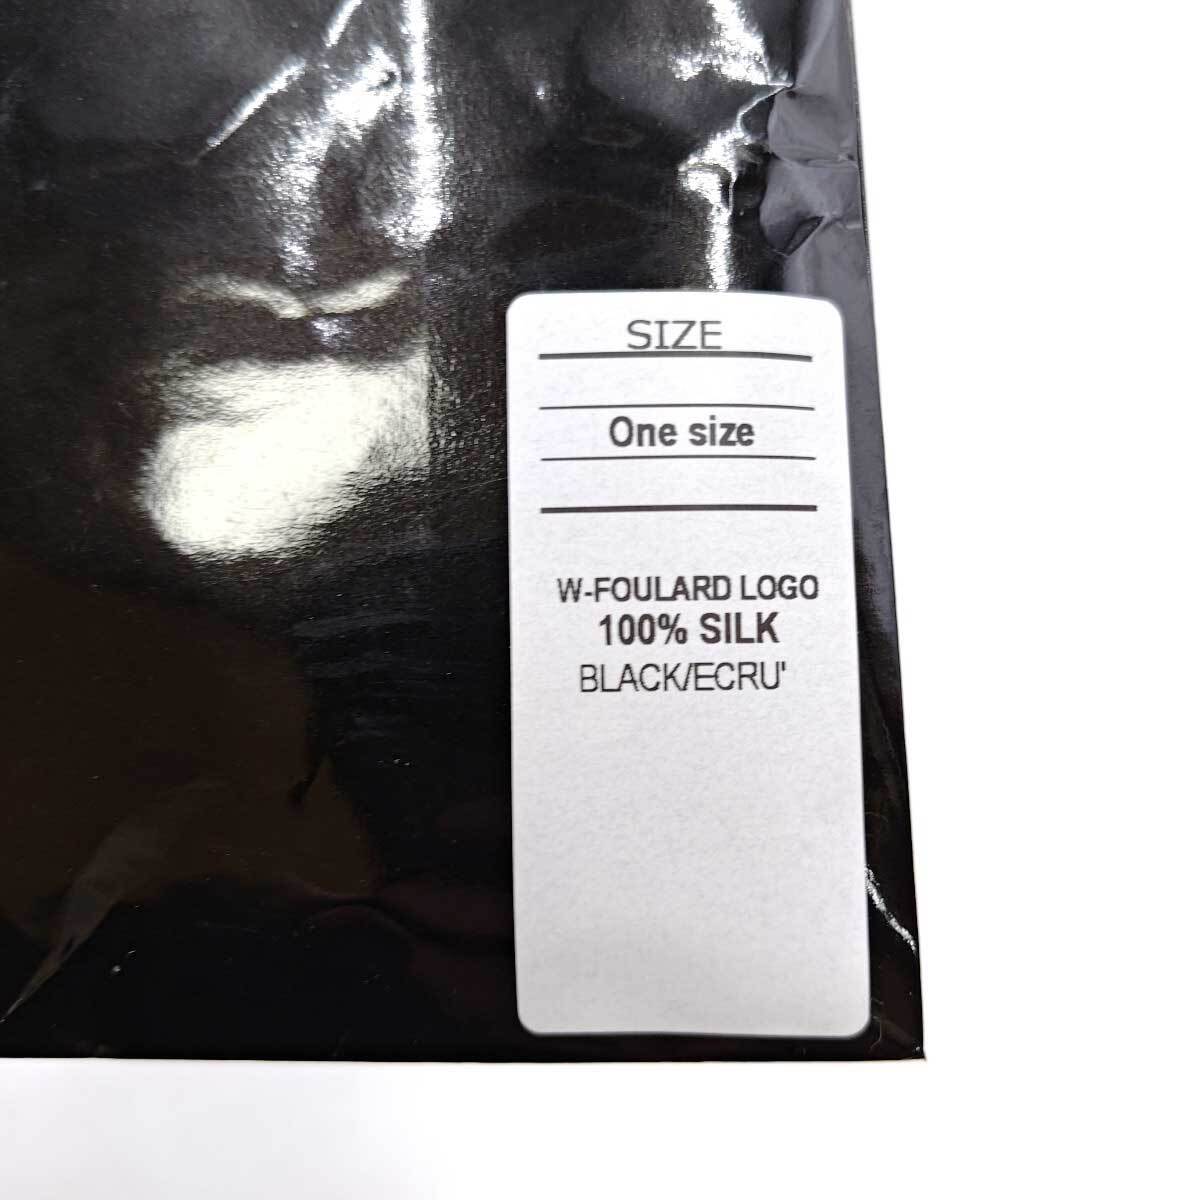 SIZE
One size
W-FOULARD LOGO
100% SILK
BLACK/ECRU'